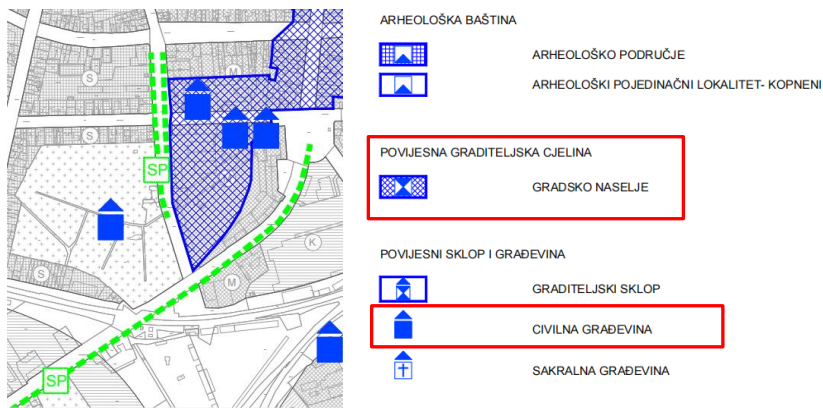 S
M
S
SP
K
S
M
SP
ARHEOLOŠKA BAŠTINA
ARHEOLOŠKO PODRUČJE
ARHEOLOŠKI POJEDINAČNI LOKALITET- KOPNENI
POVIJESNA GRADITELJSKA CJELINA
GRADSKO NASELJE
POVIJESNI SKLOP I GRAĐEVINA
GRADITELJSKI SKLOP
CIVILNA GRAĐEVINA
SAKRALNA GRAĐEVINA